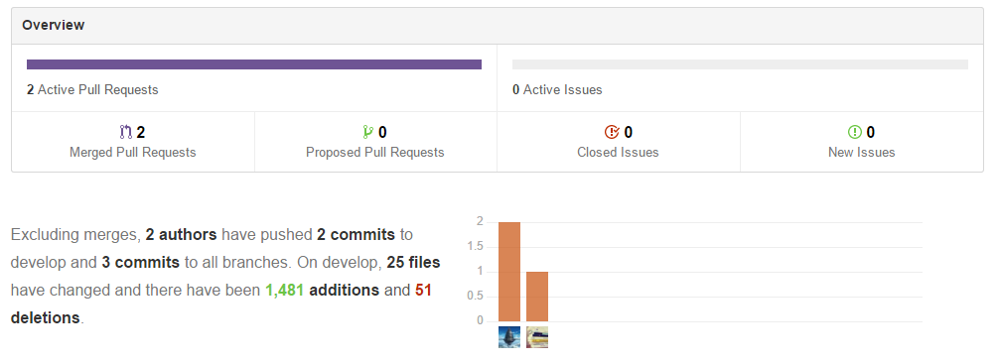 Overview
2 Active Pull Requests
0 Active Issues
2
Merged Pull Requests
0
Proposed Pull Requests
0
Closed Issues
0
New Issues
Excluding merges, 2 authors have pushed 2 commits to
develop and 3 commits to all branches. On develop, 25 files
have changed and there have been 1,481 additions and 51
deletions.
2
1.5
1
0.5
0